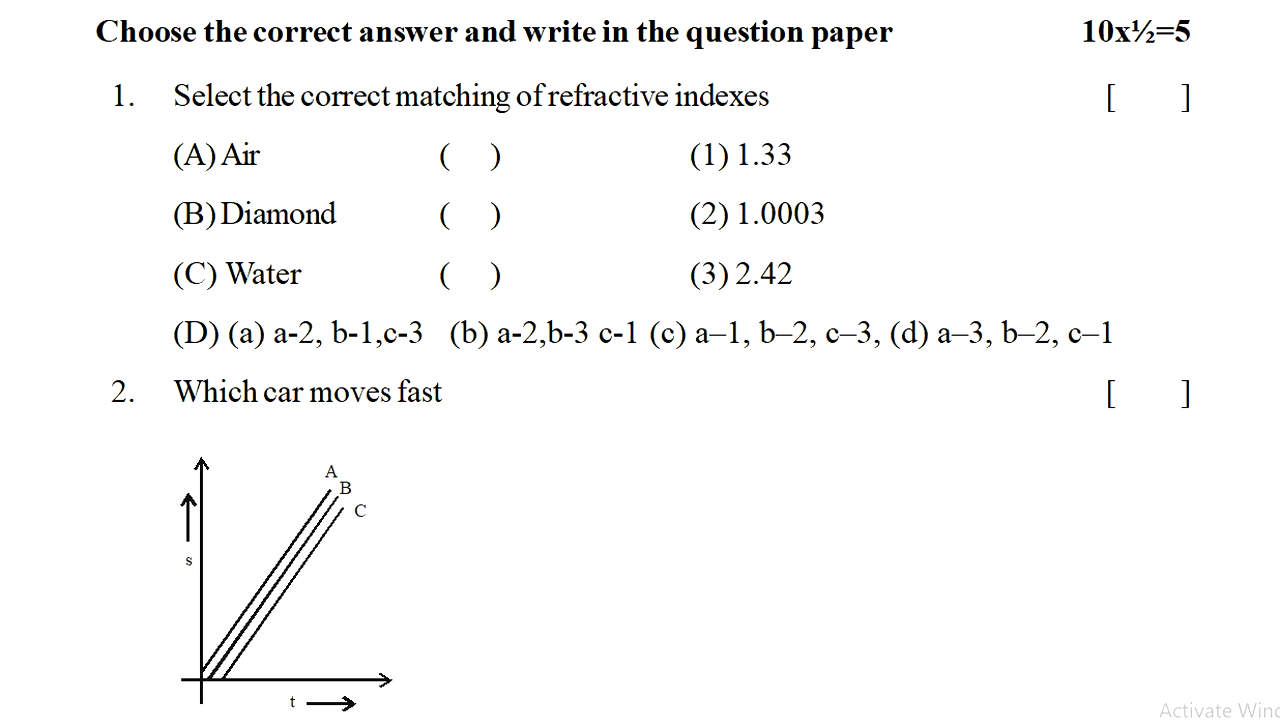 Choose the correct answer and write in the question paper 10x½=5
1. Select the correct matching of refractive indexes [ ]
(A) Air ( ) (1) 1.33
(B) Diamond ( ) (2) 1.0003
(C) Water ( ) (3) 2.42
(D) (a) a-2, b-1,c-3 (b) a-2,b-3 c-1 (c) a–1, b–2, c–3, (d) a–3, b–2, c–1
2. Which car moves fast [ ]
A
B
C
s
t
Activate Wind